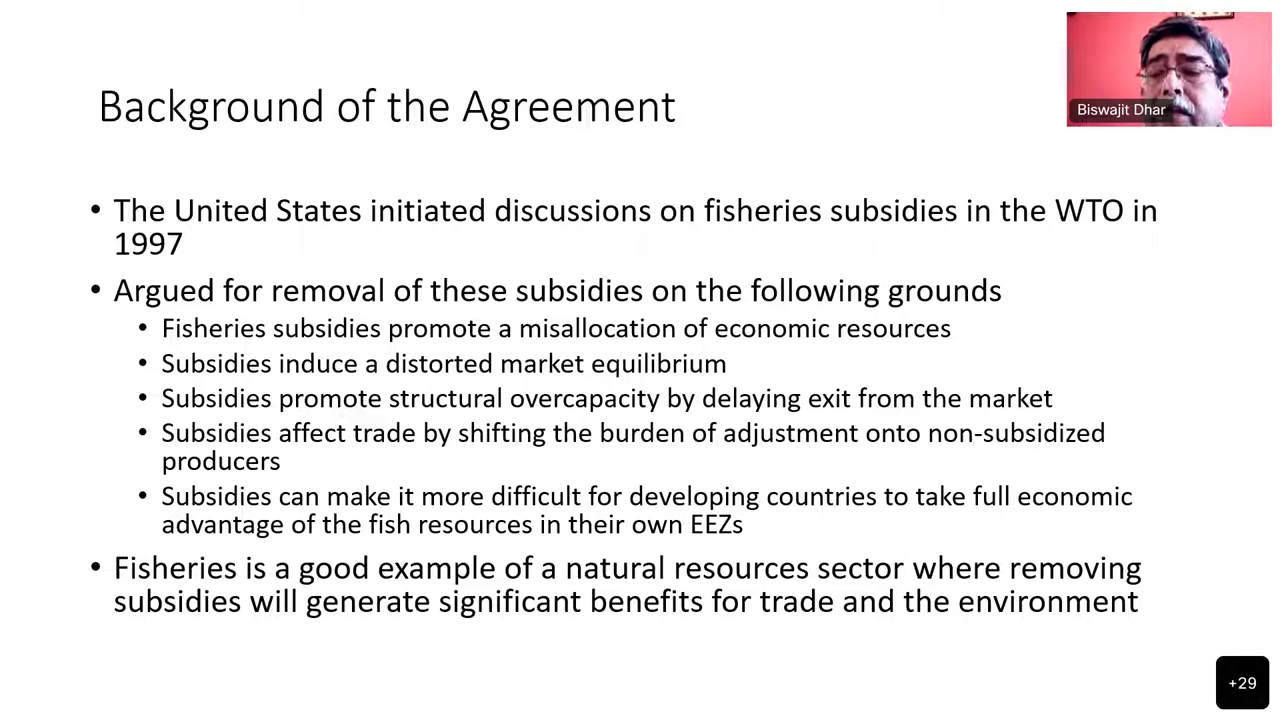 Biswajit Dhar
Background of the Agreement
• The United States initiated discussions on fisheries subsidies in the WTO in
1997
• Argued for removal of these subsidies on the following grounds
• Fisheries subsidies promote a misallocation of economic resources
• Subsidies induce a distorted market equilibrium
• Subsidies promote structural overcapacity by delaying exit from the market
• Subsidies affect trade by shifting the burden of adjustment onto non-subsidized
producers
• Subsidies can make it more difficult for developing countries to take full economic
advantage of the fish resources in their own EEZs
• Fisheries is a good example of a natural resources sector where removing
subsidies will generate significant benefits for trade and the environment
+29